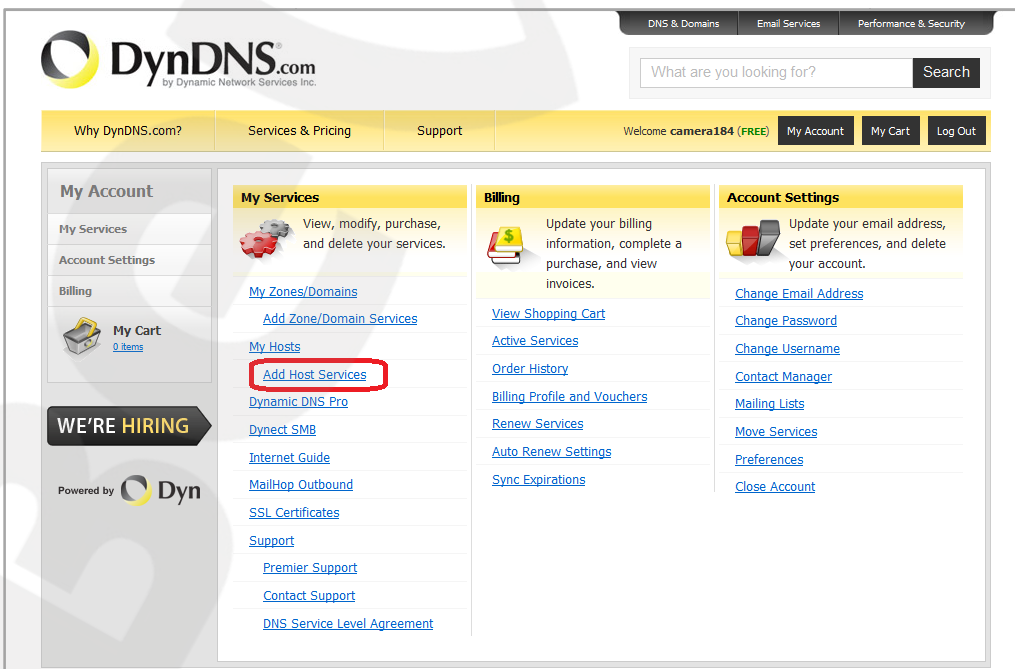 DNS & Domains
Email Services
Performance & Security
DynDNS.com
by Dynamic Network Services Inc.
What are you looking for?
Search
Why DynDNS.com?
Services & Pricing
Support
Welcome camera184 (FREE)
My Account
My Cart
Log Out
My Account
My Services
Account Settings
Billing
My Cart
0 items
WE'RE HIRING
Powered by Dyn
My Services
View, modify, purchase,
and delete your services.
My Zones/Domains
Add Zone/Domain Services
My Hosts
Add Host Services
Dynamic DNS Pro
Dynect SMB
Internet Guide
MailHop Outbound
SSL Certificates
Support
Premier Support
Contact Support
DNS Service Level Agreement
Billing
Update your billing
information, complete a
purchase, and view
invoices.
View Shopping Cart
Active Services
Order History
Billing Profile and Vouchers
Renew Services
Auto Renew Settings
Sync Expirations
Account Settings
Update your email address,
set preferences, and delete
your account.
Change Email Address
Change Password
Change Username
Contact Manager
Mailing Lists
Move Services
Preferences
Close Account